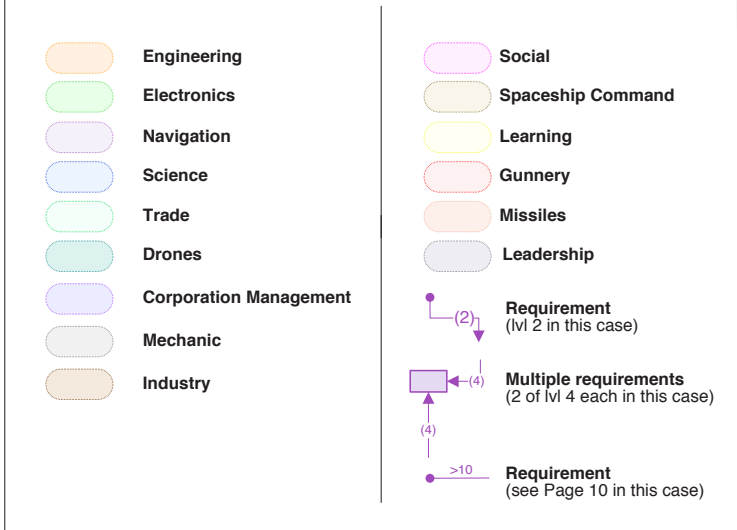 Engineering
Electronics
Navigation
Science
Trade
Drones
Corporation Management
Mechanic
Industry
Social
Spaceship Command
Learning
Gunnery
Missiles
Leadership
(2)
Requirement
(lvl 2 in this case)
(4)
Multiple requirements
(2 of lvl 4 each in this case)
(4)
>10
Requirement
(see Page 10 in this case)